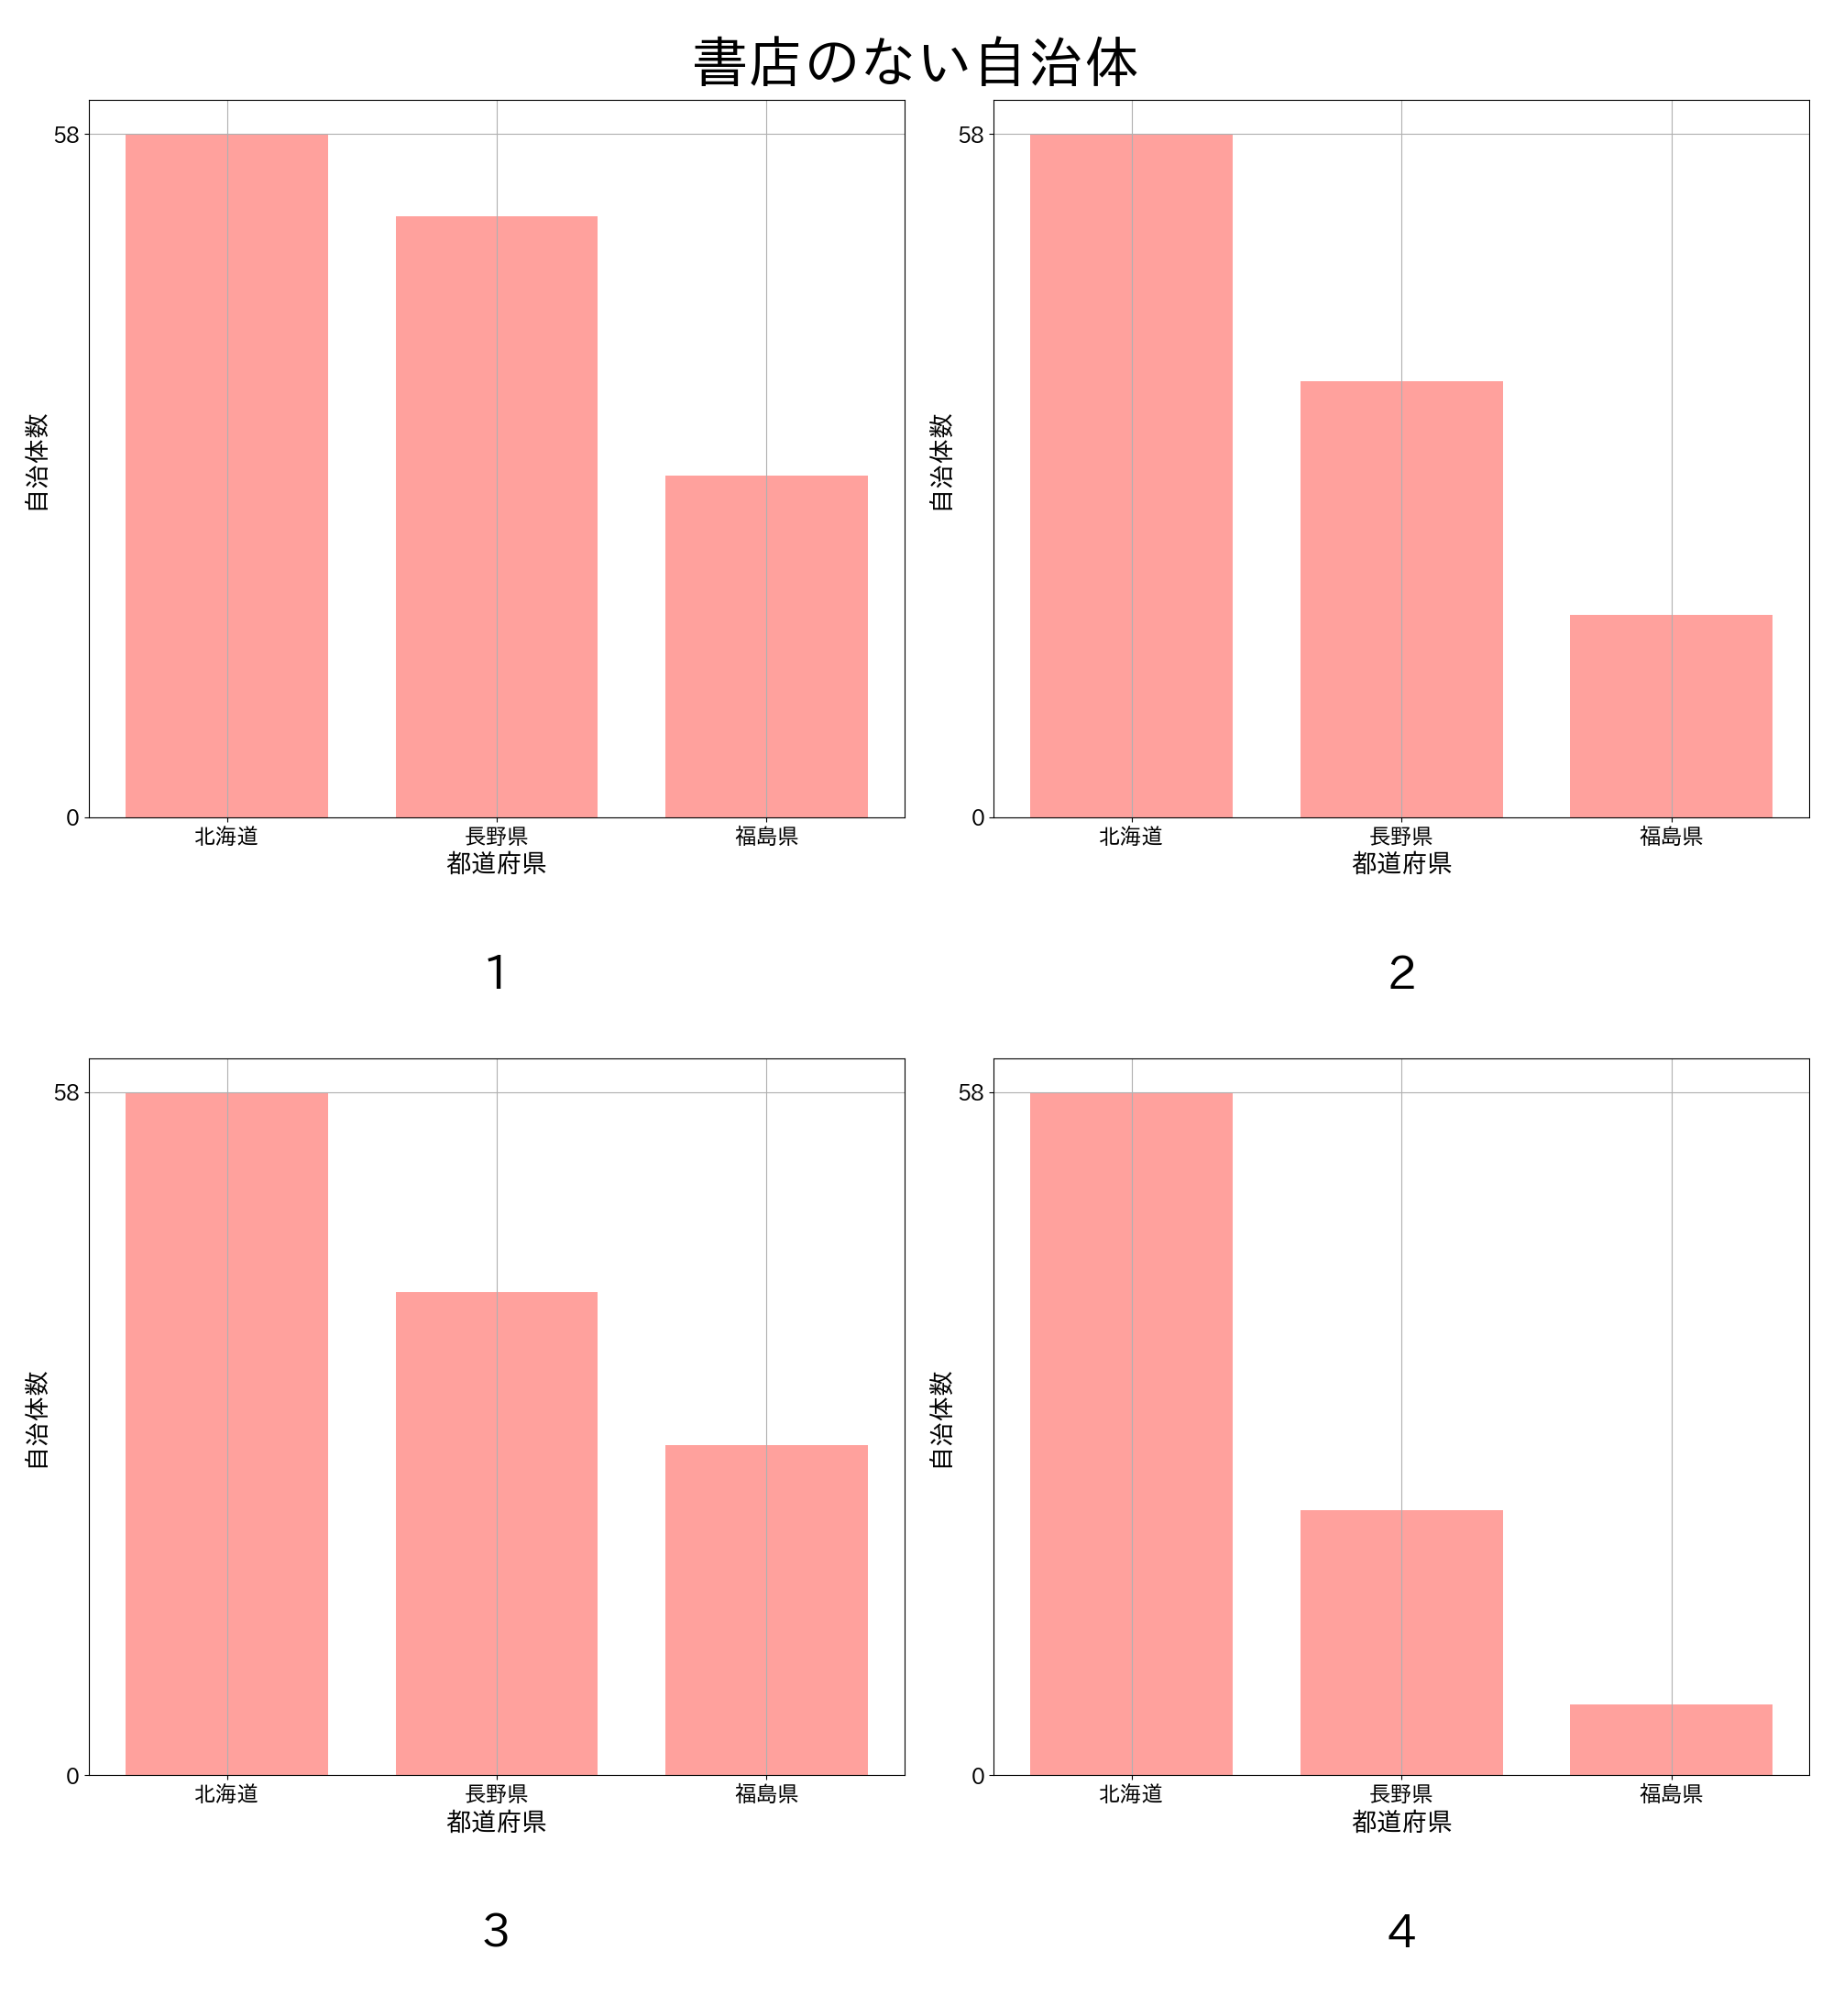 書店のない自治体
58
58
自治体数
自治体数
0
0
北海道 長野県 福島県
北海道 長野県 福島県
都道府県
都道府県
1
2
58
58
自治体数
自治体数
0
0
北海道 長野県 福島県
北海道 長野県 福島県
都道府県
都道府県
3
4